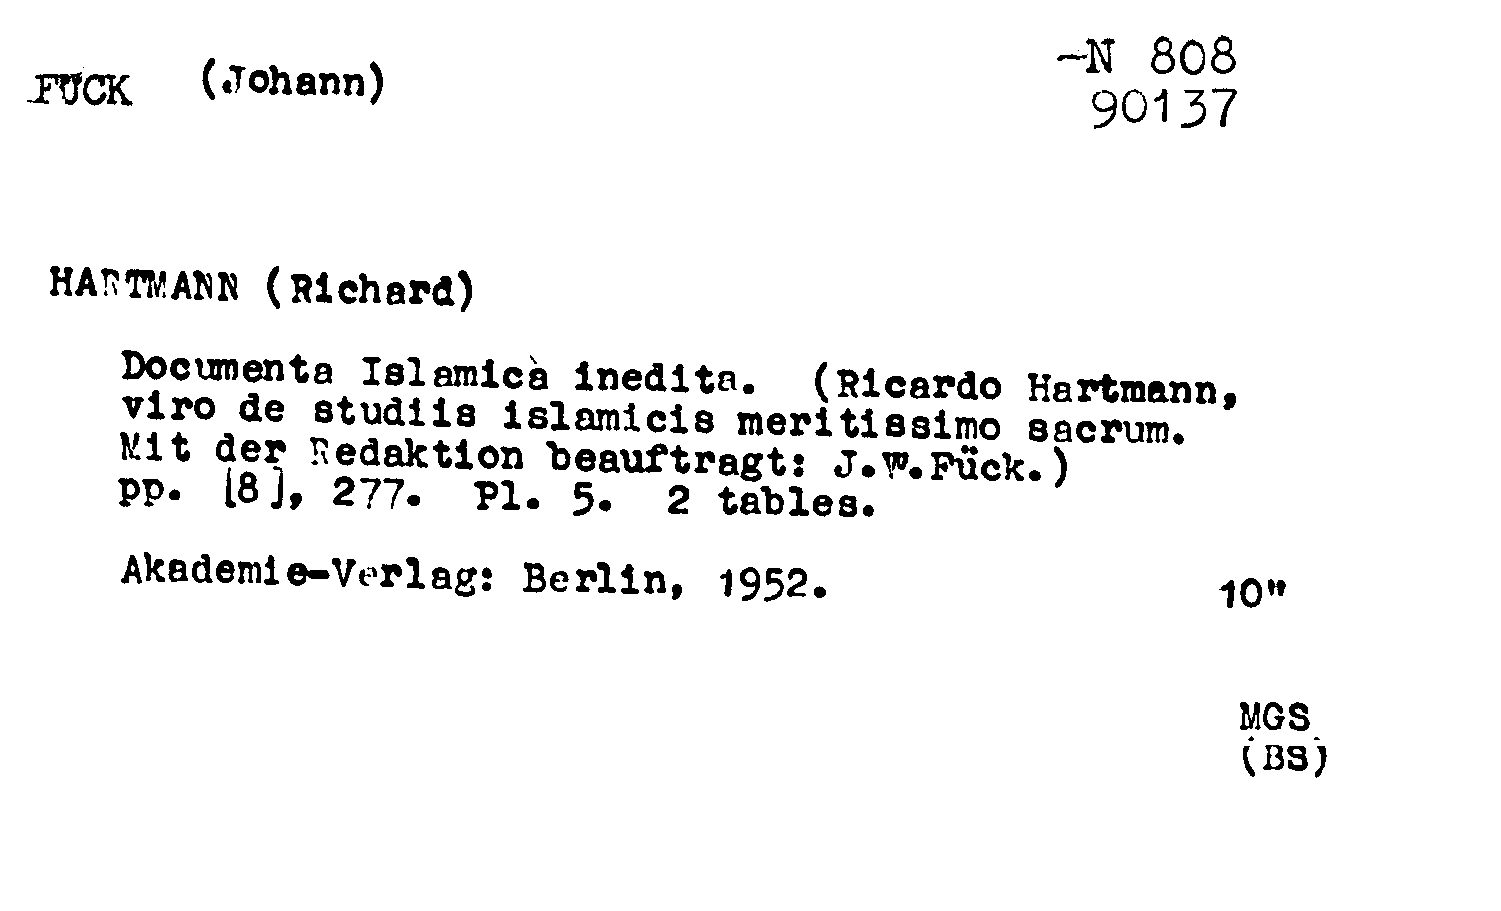 FÜCK (Johann)
-N 808
90137
HARTMANN (Richard)
Documenta Islamica inedita. (Ricardo Hartmann,
viro de studiis islamicis meritissimo sacrum.
Mit der Redaktion beauftragt: J.W.Fück.)
pp. [8], 277. Pl. 5. 2 tables.
Akademie-Verlag: Berlin, 1952.
10"
MGS
(BS)